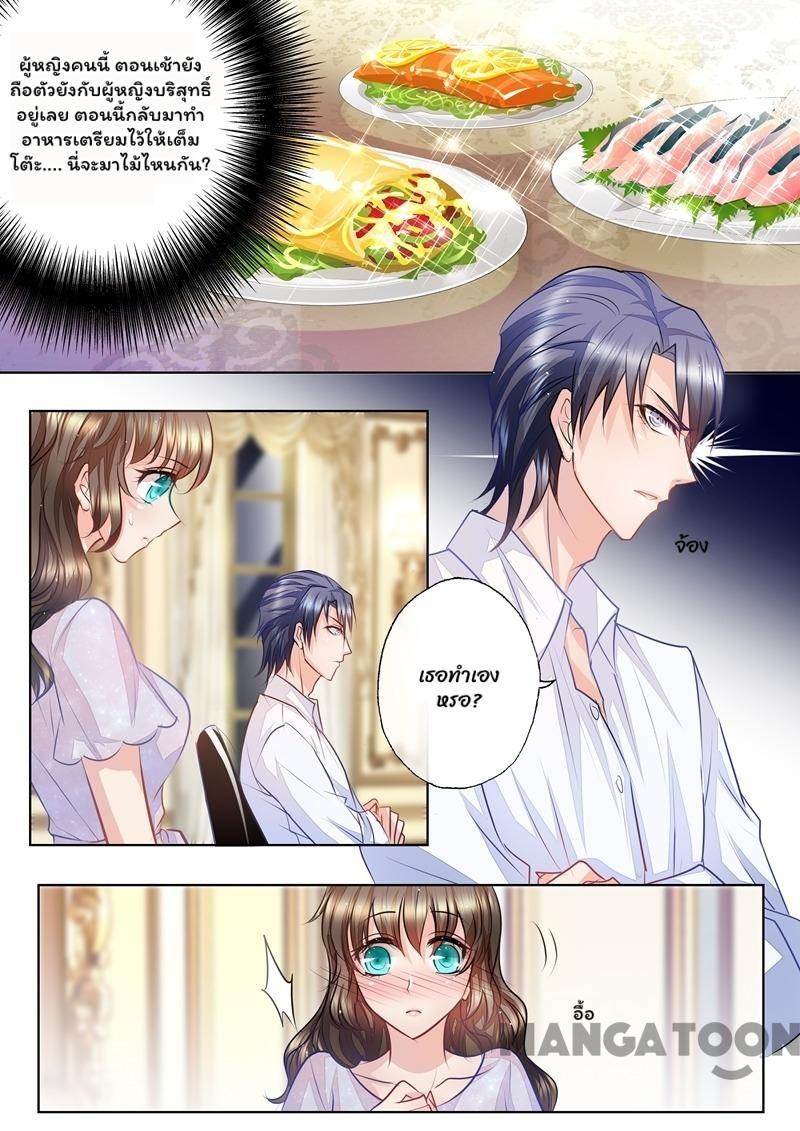 ผู้หญิงคนนี้ ตอนเช้ายัง
ถือตัวยังกับผู้หญิงบริสุทธิ์
อยู่เลย ตอนนี้กลับมาทำ
อาหารเตรียมไว้ให้เต็ม
โต๊ะ.... นี่จะมาไม้ไหนกัน?
จ้อง
เธอทำเอง
หรอ?
อื้อ
MANGATOON